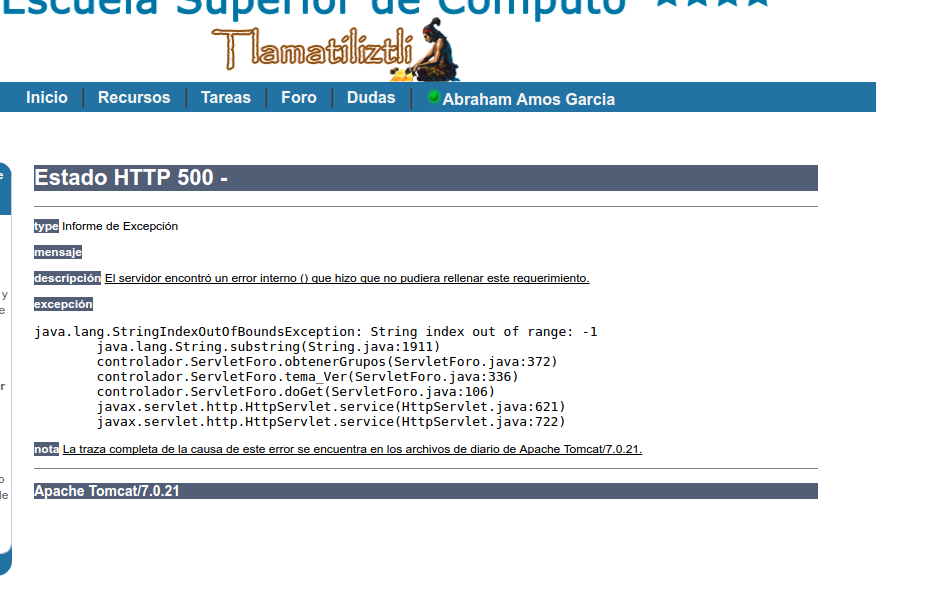 Escuela Superior de Cómputo
Tlamatiliztli
Inicio | Recursos | Tareas | Foro | Dudas | Abraham Amos Garcia
Estado HTTP 500 -
type Informe de Excepción
mensaje
descripción El servidor encontró un error interno () que hizo que no pudiera rellenar este requerimiento.
excepción
java.lang.StringIndexOutOfBoundsException: String index out of range: -1
java.lang.String.substring(String.java:1911)
controlador.ServletForo.obtenerGrupos(ServletForo.java:372)
controlador.ServletForo.tema_Ver(ServletForo.java:336)
controlador.ServletForo.doGet(ServletForo.java:106)
javax.servlet.http.HttpServlet.service(HttpServlet.java:621)
javax.servlet.http.HttpServlet.service(HttpServlet.java:722)
nota La traza completa de la causa de este error se encuentra en los archivos de diario de Apache Tomcat/7.0.21.
Apache Tomcat/7.0.21